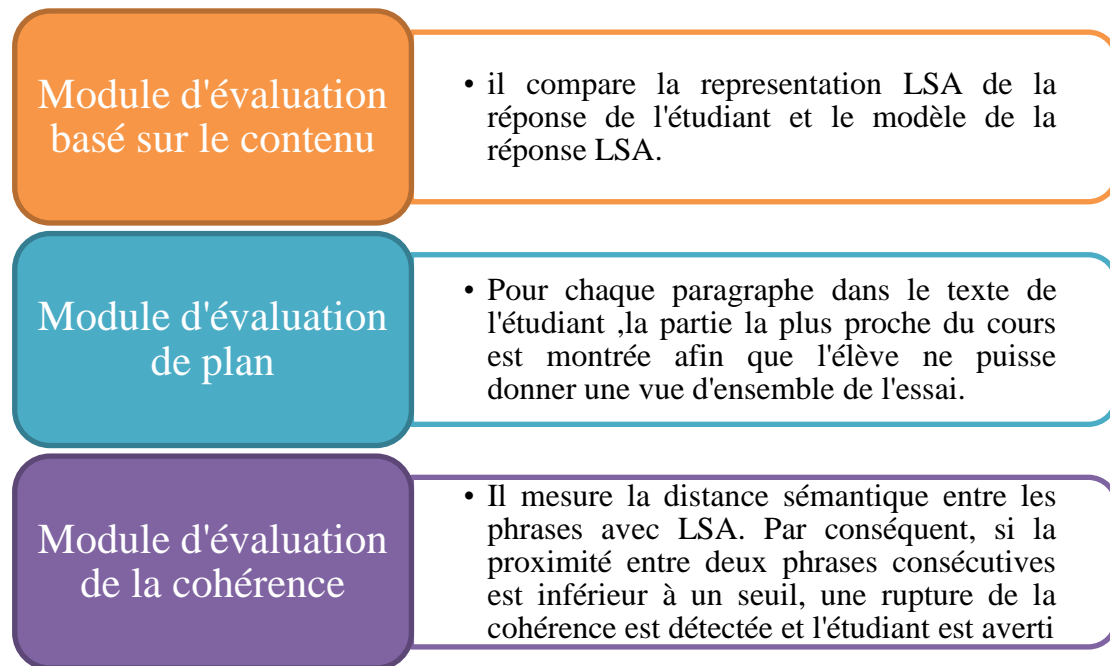 Module d'évaluation
basé sur le contenu
• il compare la representation LSA de la
réponse de l'étudiant et le modèle de la
réponse LSA.
Module d'évaluation
de plan
• Pour chaque paragraphe dans le texte de
l'étudiant ,la partie la plus proche du cours
est montrée afin que l'élève ne puisse
donner une vue d'ensemble de l'essai.
Module d'évaluation
de la cohérence
• Il mesure la distance sémantique entre les
phrases avec LSA. Par conséquent, si la
proximité entre deux phrases consécutives
est inférieur à un seuil, une rupture de la
cohérence est détectée et l'étudiant est averti